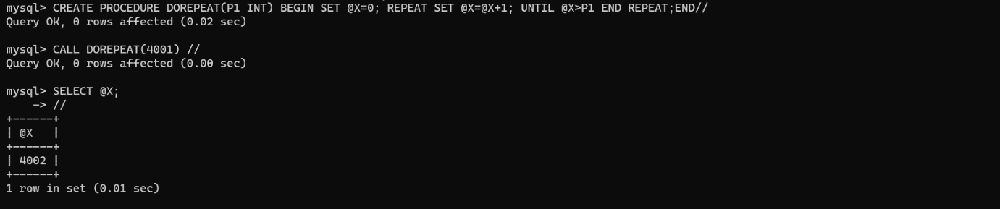 mysql> CREATE PROCEDURE DOREPEAT(P1 INT) BEGIN SET @X=0; REPEAT SET @X=@X+1; UNTIL @X>P1 END REPEAT;END//
Query OK, 0 rows affected (0.02 sec)
mysql> CALL DOREPEAT(4001) //
Query OK, 0 rows affected (0.00 sec)
mysql> SELECT @X;
    -> //
+------+
| @X   |
+------+
| 4002 |
+------+
1 row in set (0.01 sec)